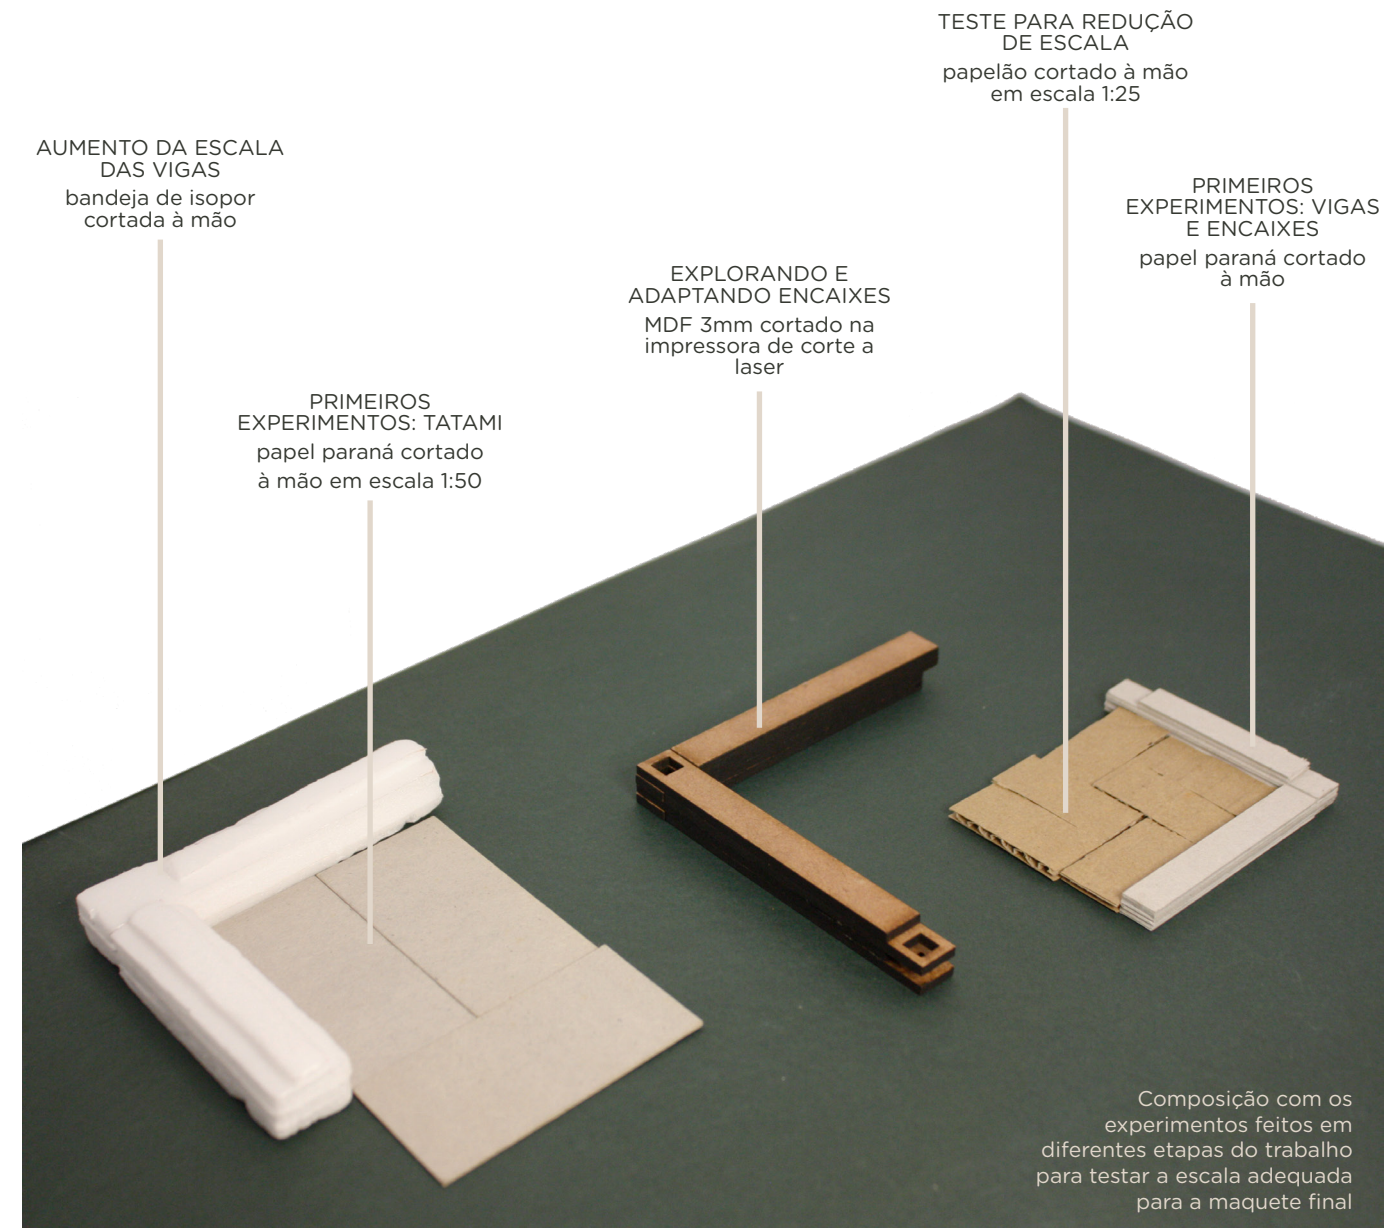 TESTE PARA REDUÇÃO
DE ESCALA
papelão cortado à mão
em escala 1:25
AUMENTO DA ESCALA
DAS VIGAS
bandeja de isopor
cortada à mão
PRIMEIROS
EXPERIMENTOS: VIGAS
E ENCAIXES
papel paraná cortado
à mão
EXPLORANDO E
ADAPTANDO ENCAIXES
MDF 3mm cortado na
impressora de corte a
laser
PRIMEIROS
EXPERIMENTOS: TATAMI
papel paraná cortado
à mão em escala 1:50
Composição com os
experimentos feitos em
diferentes etapas do trabalho
para testar a escala adequada
para a maquete final